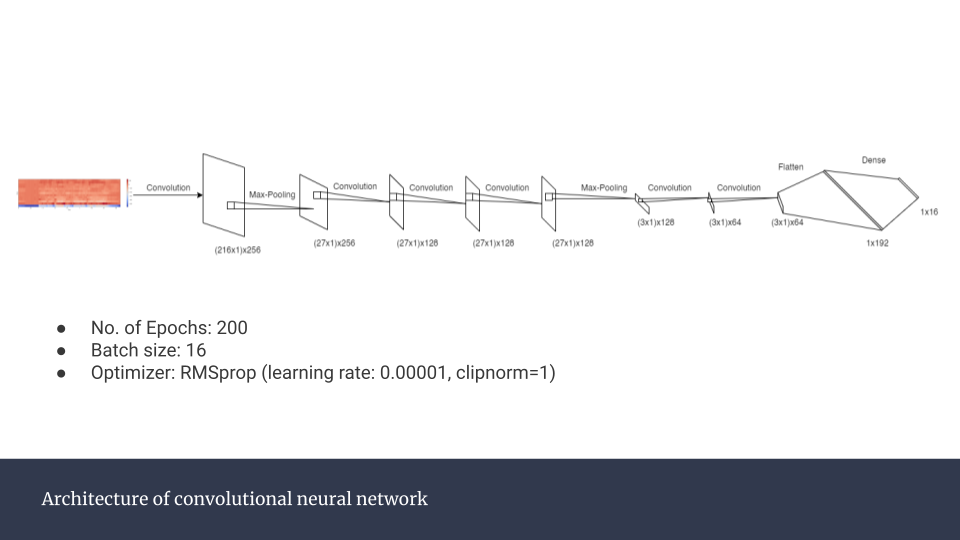 Flatten
Dense
Convolution
Max-Pooling
Convolution
Convolution
Convolution
Max-Pooling
Convolution
Convolution
1x16
(216x1)x256
(27x1)x256
(27x1)x128
(27x1)x128
(27x1)x128
(3x1)x128
(3x1)x64
(3x1)x64
1x192
● No. of Epochs: 200
● Batch size: 16
● Optimizer: RMSprop (learning rate: 0.00001, clipnorm=1)
Architecture of convolutional neural network